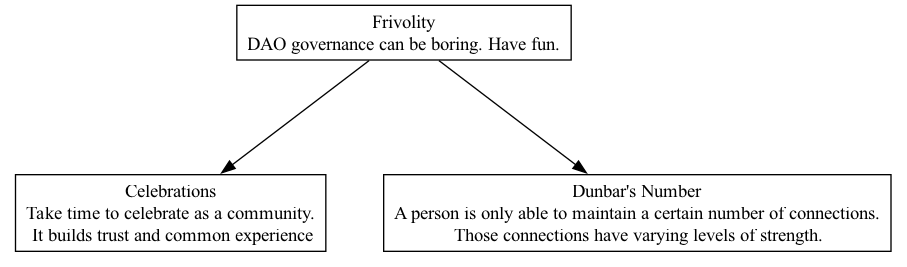 Frivolity
DAO governance can be boring. Have fun.
Celebrations
Take time to celebrate as a community.
It builds trust and common experience
Dunbar's Number
A person is only able to maintain a certain number of connections.
Those connections have varying levels of strength.